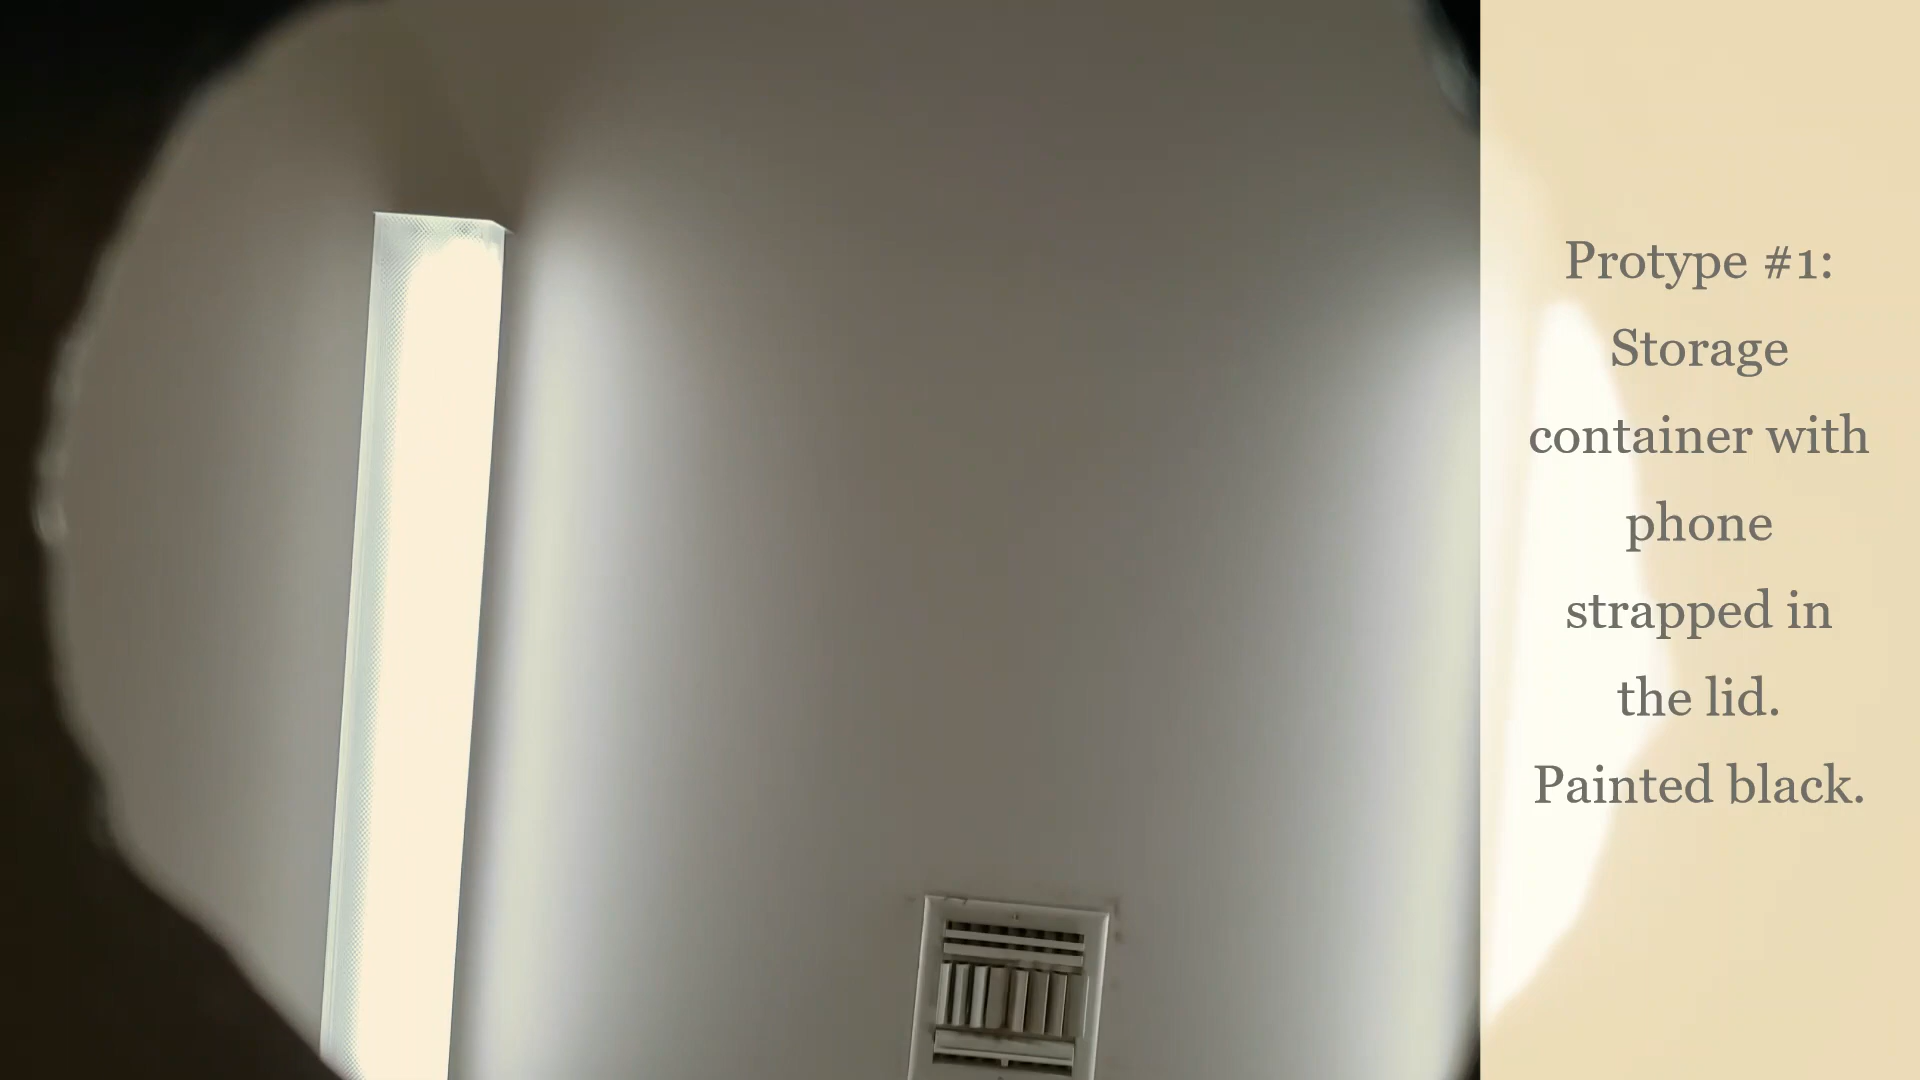 Protype #1:
Storage
container with
phone
strapped in
the lid.
Painted black.